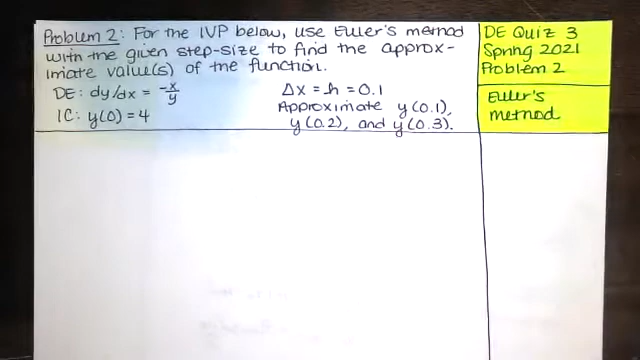 Problem 2: For the IVP below, use Euler's method
with the given step-size to find the approx-
imate value(s) of the function.
DE: dy/dx = -x/y
IC: y(0) = 4
Δx = h = 0.1
Approximate y(0.1),
y(0.2), and y(0.3).
DE Quiz 3
Spring 2021
Problem 2
Euler's
method